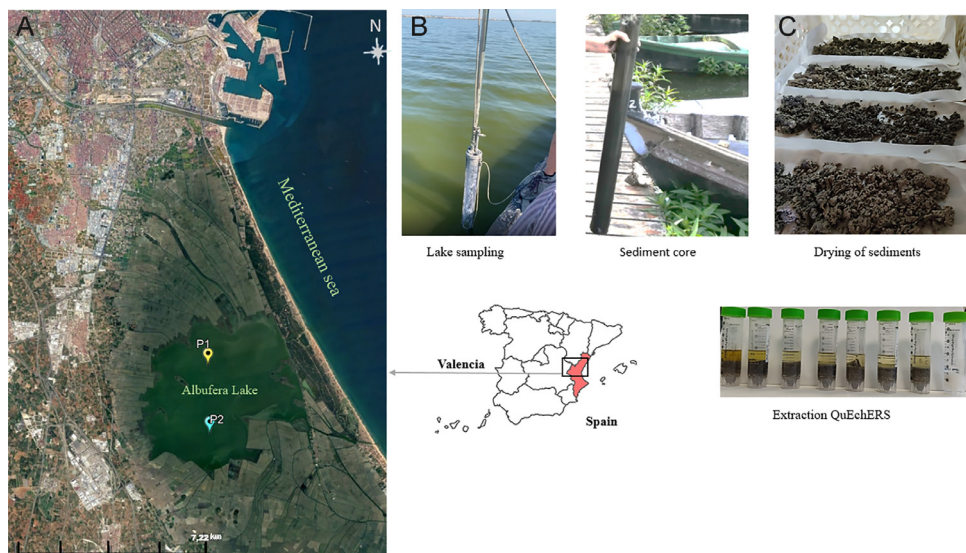 A
N
Mediterranean sea
P1
Albufera Lake
P2
7,22 km
B
Lake sampling
Sediment core
C
Drying of sediments
Valencia
Spain
Extraction QuEchERS